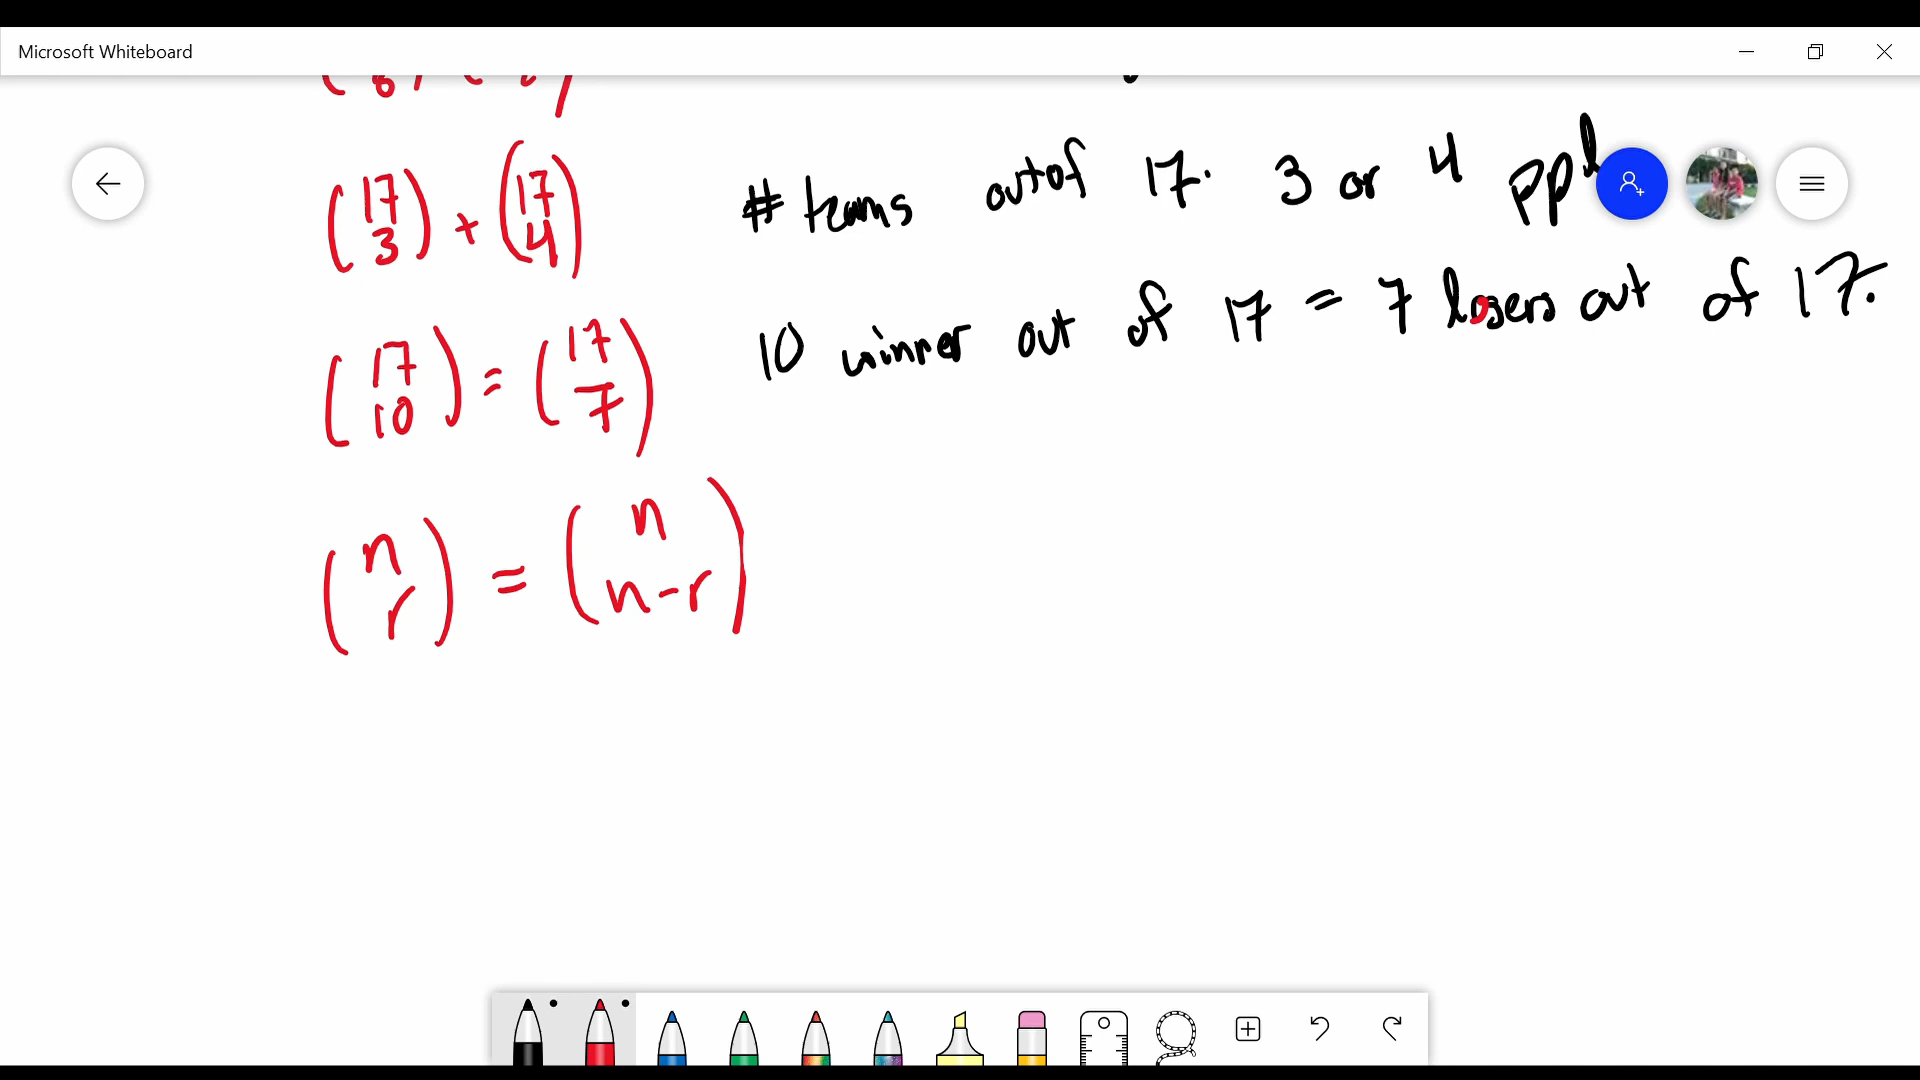 Microsoft Whiteboard
(17 3) + (17 4) # teams out of 17. 3 or 4 ppl
(17 10) = (17 7) 10 winner out of 17 = 7 losers out of 17.
(n r) = (n n-r)